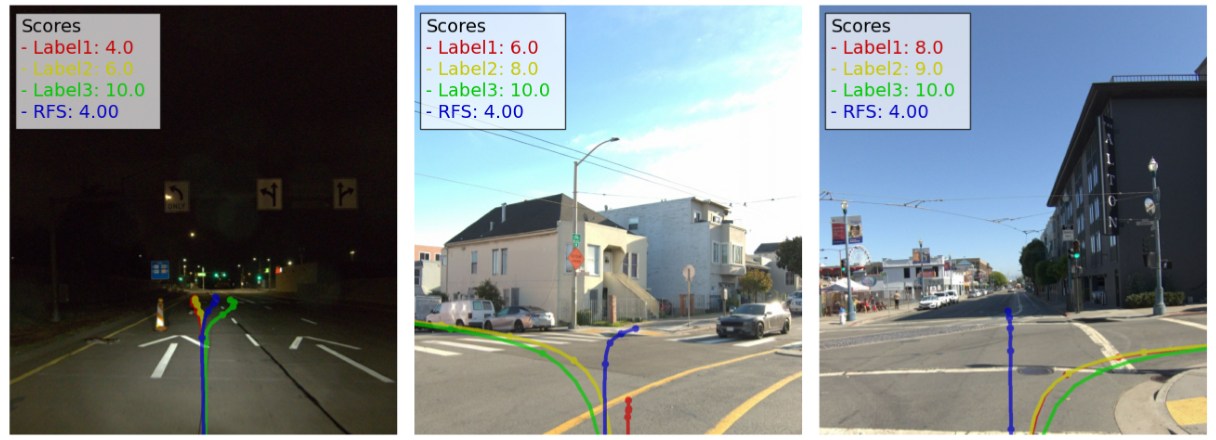 Scores
- Label1: 4.0
- Label2: 6.0
- Label3: 10.0
- RFS: 4.00
Scores
- Label1: 6.0
- Label2: 8.0
- Label3: 10.0
- RFS: 4.00
Scores
- Label1: 8.0
- Label2: 9.0
- Label3: 10.0
- RFS: 4.00